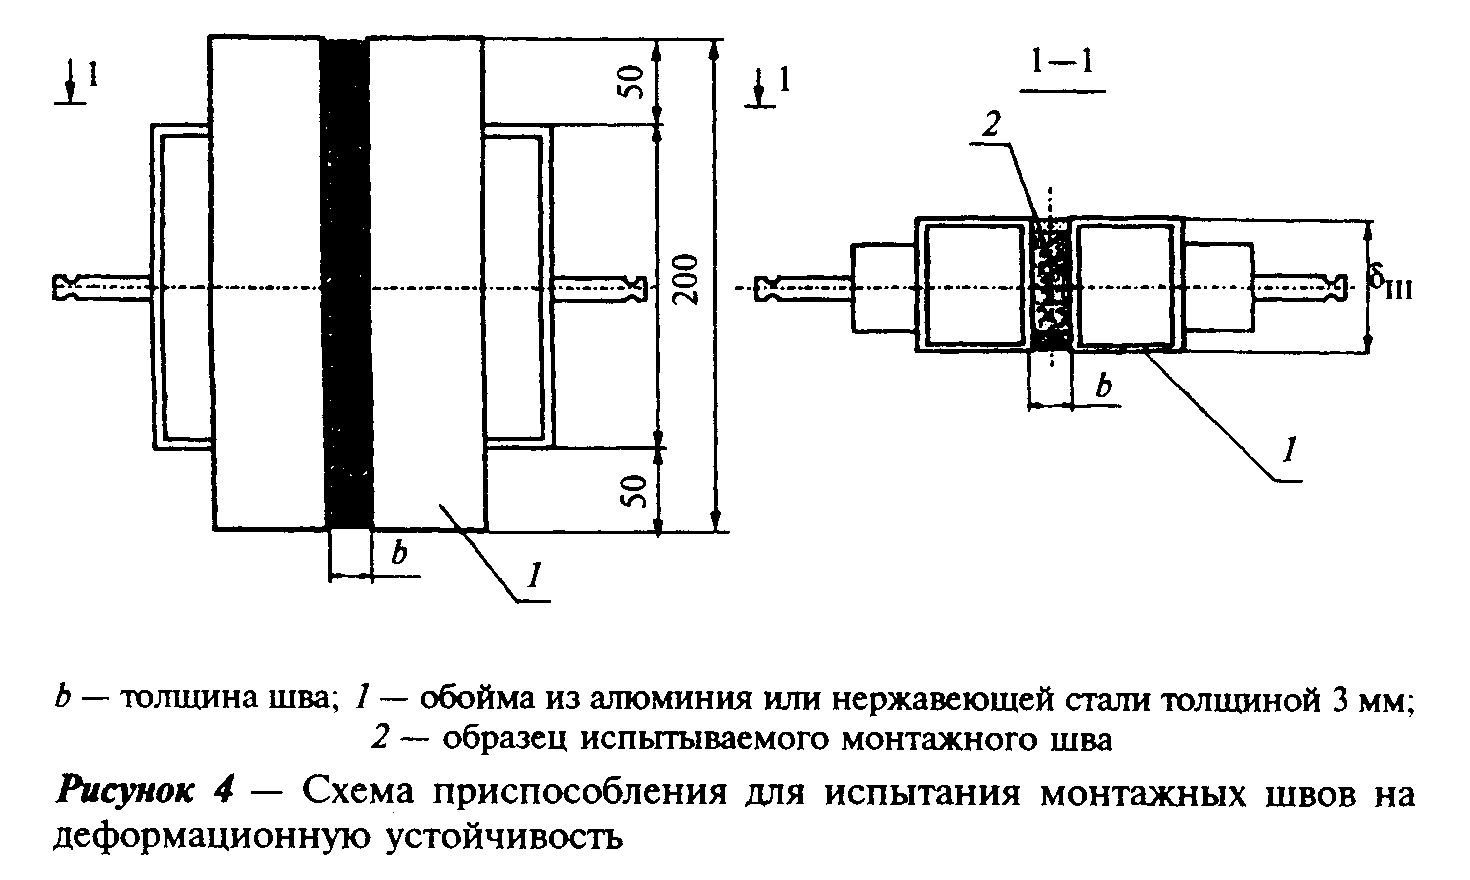 1
50
200
50
b
1
1
1—1
2
δШ
b
1
b — толщина шва; 1 — обойма из алюминия или нержавеющей стали толщиной 3 мм;
2 — образец испытываемого монтажного шва
Рисунок 4 — Схема приспособления для испытания монтажных швов на
деформационную устойчивость